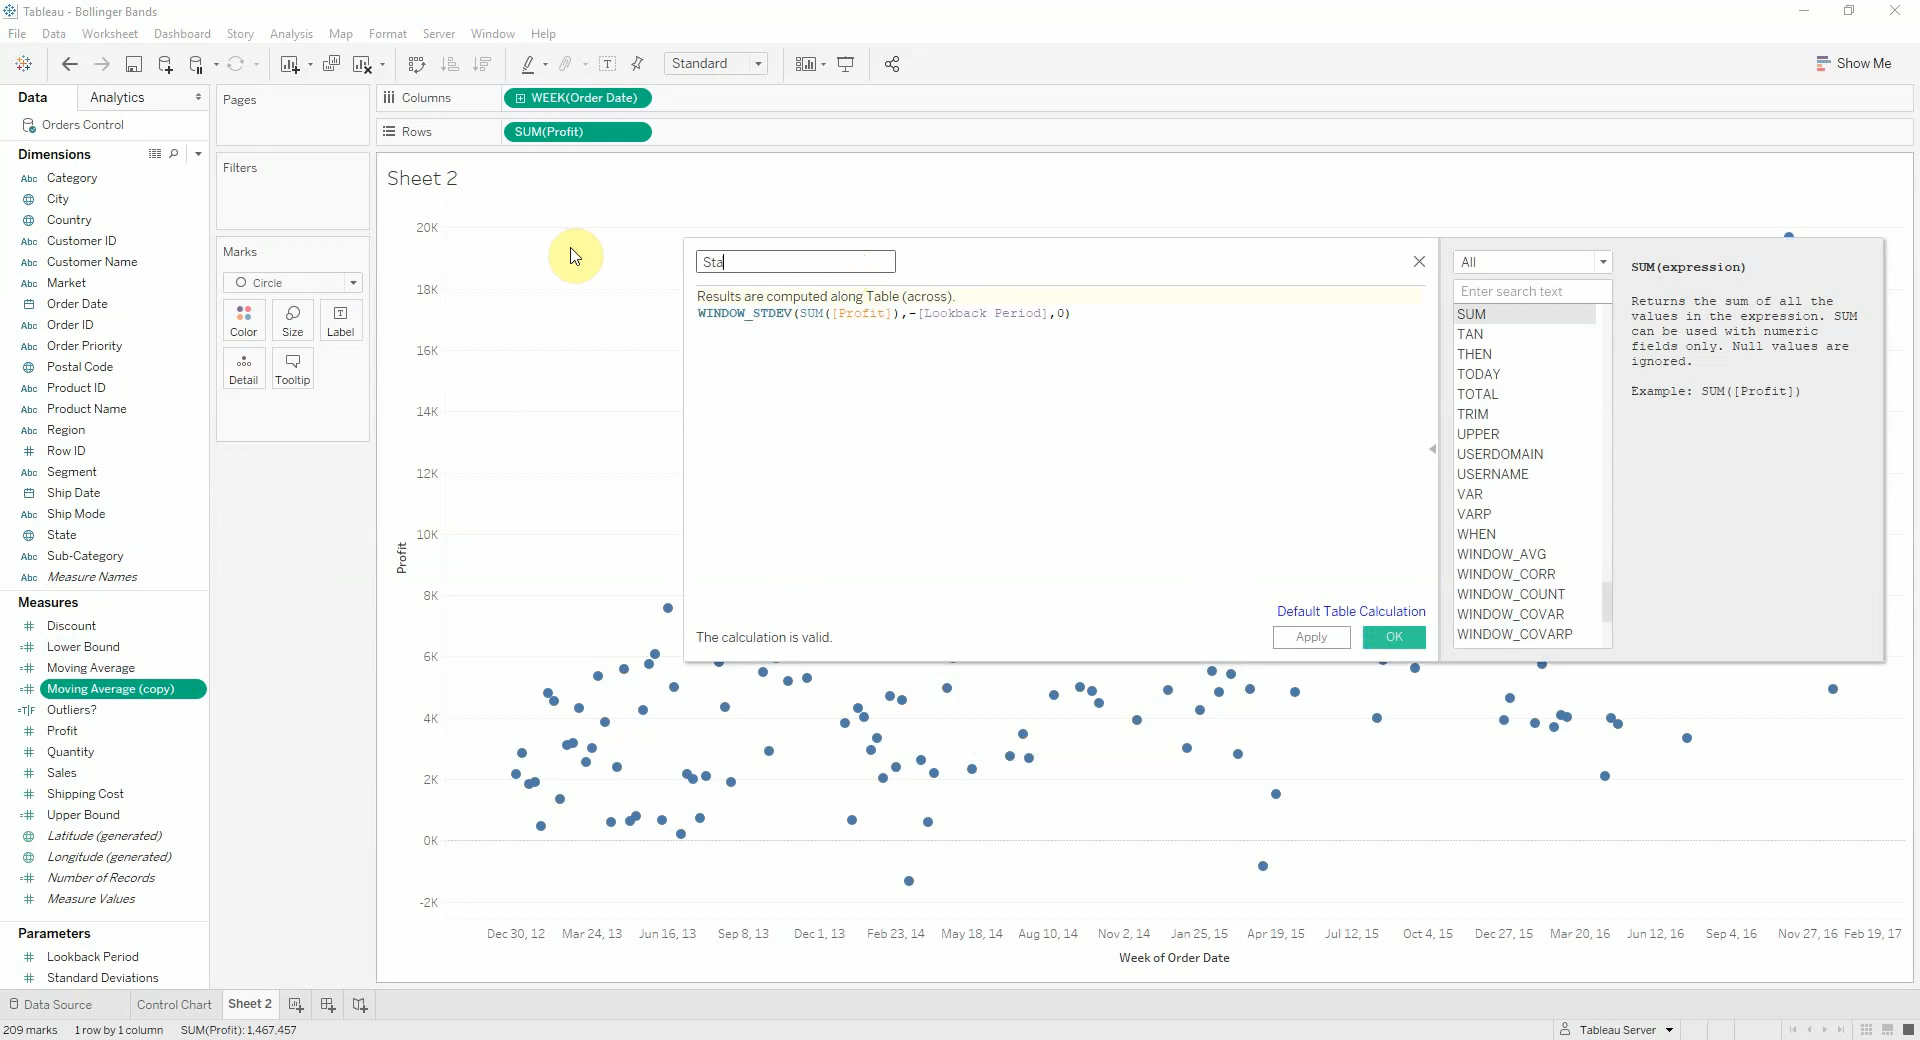 Tableau - Bollinger Bands
File Data Worksheet Dashboard Story Analysis Map Format Server Window Help
Standard
Show Me
Data Analytics
Orders Control
Dimensions
Abc Category
City
Country
Abc Customer ID
Abc Customer Name
Abc Market
Order Date
Abc Order ID
Abc Order Priority
Postal Code
Abc Product ID
Abc Product Name
Abc Region
# Row ID
Abc Segment
Ship Date
Abc Ship Mode
State
Abc Sub-Category
Abc Measure Names
Measures
# Discount
=# Lower Bound
=# Moving Average
=# Moving Average (copy)
=T|F Outliers?
# Profit
# Quantity
# Sales
# Shipping Cost
=# Upper Bound
Latitude (generated)
Longitude (generated)
=# Number of Records
# Measure Values
Parameters
# Lookback Period
# Standard Deviations
Pages
Filters
Marks
Circle
Color Size Label
Detail Tooltip
Columns WEEK(Order Date)
Rows SUM(Profit)
Sheet 2
20K
18K
16K
14K
12K
10K
8K
6K
4K
2K
0K
-2K
Profit
Sta
Results are computed along Table (across).
WINDOW_STDEV(SUM([Profit]),-[Lookback Period],0)
Default Table Calculation
The calculation is valid.
Apply OK
All
Enter search text
SUM
TAN
THEN
TODAY
TOTAL
TRIM
UPPER
USERDOMAIN
USERNAME
VAR
VARP
WHEN
WINDOW_AVG
WINDOW_CORR
WINDOW_COUNT
WINDOW_COVAR
WINDOW_COVARP
SUM(expression)
Returns the sum of all the
values in the expression. SUM
can be used with numeric
fields only. Null values are
ignored.
Example: SUM([Profit])
Dec 30, 12 Mar 24, 13 Jun 16, 13 Sep 8, 13 Dec 1, 13 Feb 23, 14 May 18, 14 Aug 10, 14 Nov 2, 14 Jan 25, 15 Apr 19, 15 Jul 12, 15 Oct 4, 15 Dec 27, 15 Mar 20, 16 Jun 12, 16 Sep 4, 16 Nov 27, 16 Feb 19, 17
Week of Order Date
Data Source Control Chart Sheet 2
209 marks 1 row by 1 column SUM(Profit): 1,467,457
Tableau Server